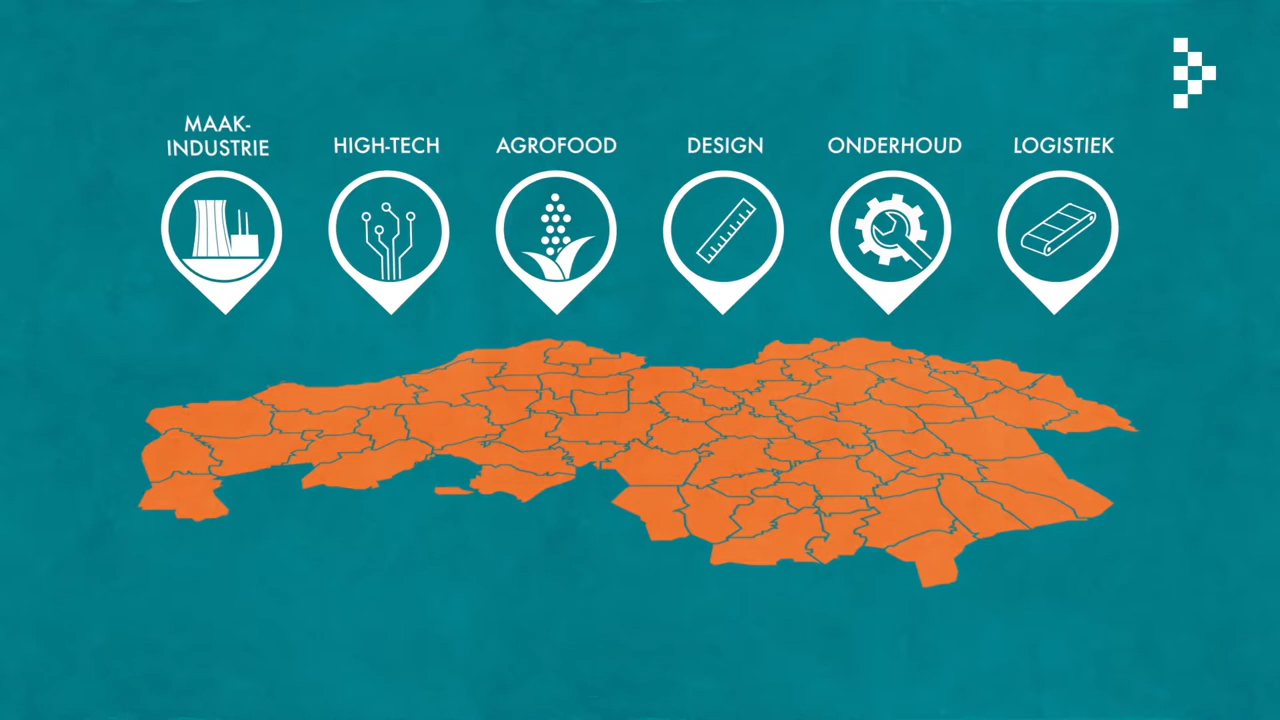 MAAK-
INDUSTRIE
HIGH-TECH
AGROFOOD
DESIGN
ONDERHOUD
LOGISTIEK